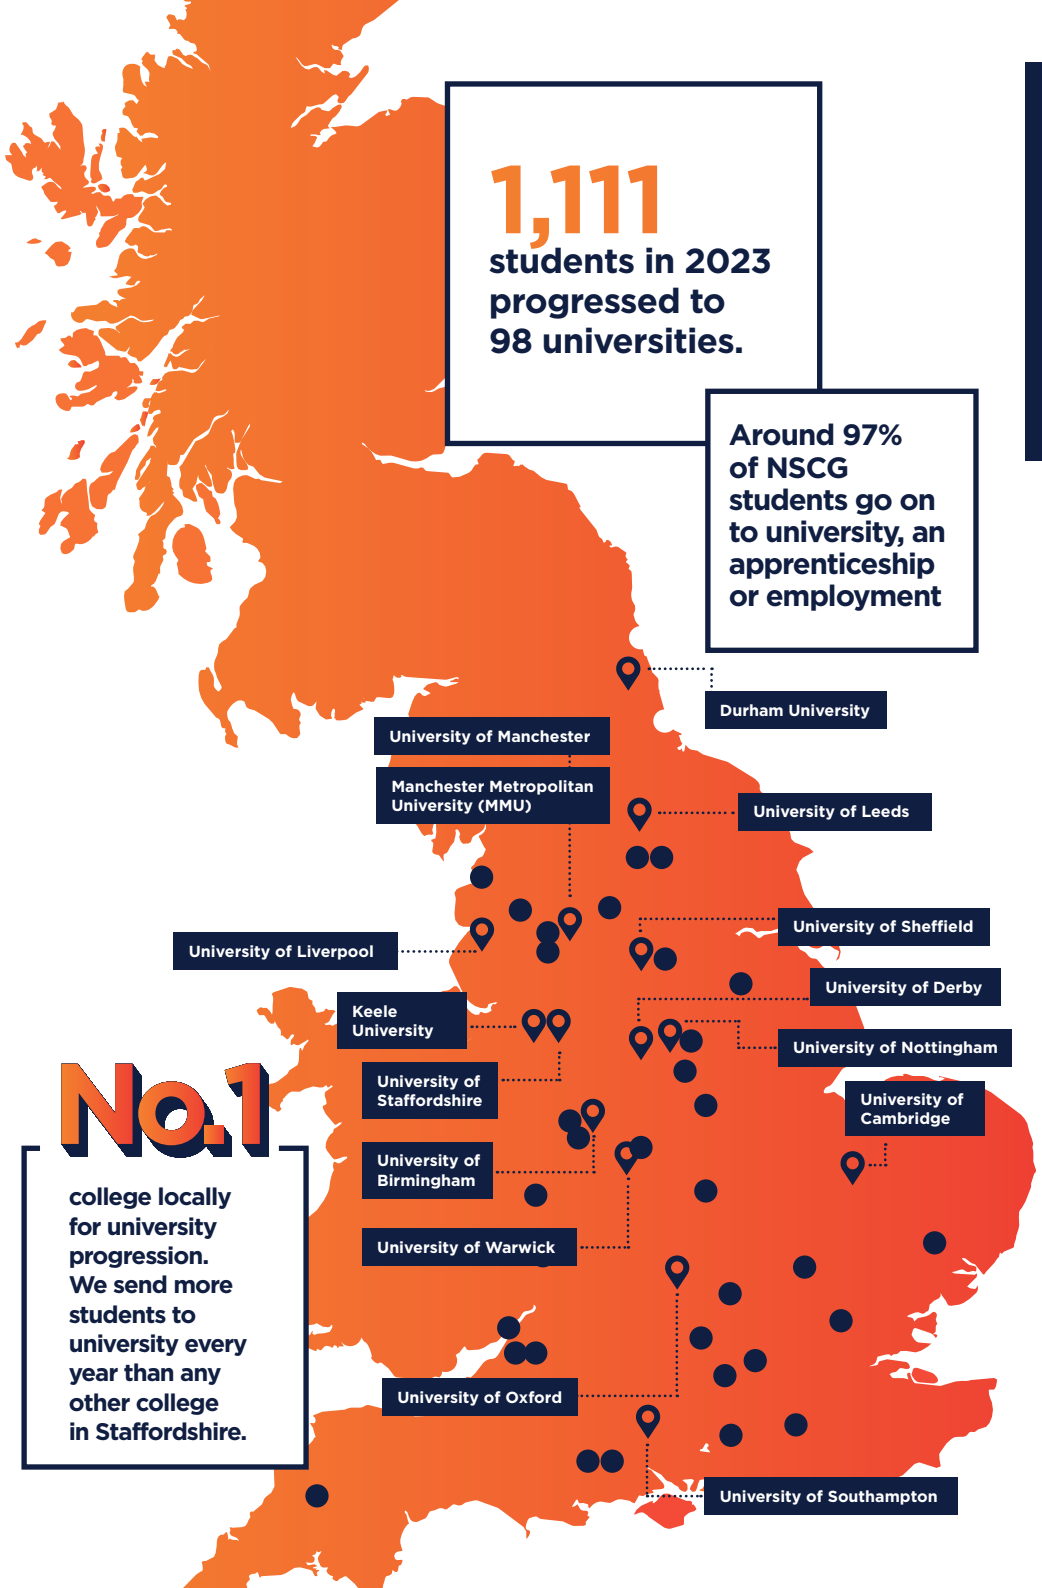 1,111
students in 2023
progressed to
98 universities.
Around 97%
of NSCG
students go on
to university, an
apprenticeship
or employment
Durham University
University of Manchester
Manchester Metropolitan
University (MMU)
University of Leeds
University of Sheffield
University of Liverpool
University of Derby
Keele
University
University of Nottingham
University of
Staffordshire
University of
Cambridge
University of
Birmingham
University of Warwick
No.1
college locally
for university
progression.
We send more
students to
university every
year than any
other college
in Staffordshire.
University of Oxford
University of Southampton